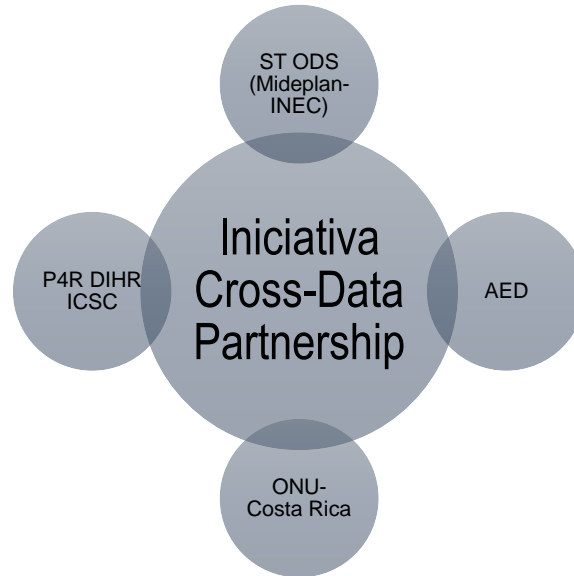 ST ODS
(Mideplan-
INEC)
Iniciativa
Cross-Data
Partnership
P4R DIHR
ICSC
AED
ONU-
Costa Rica